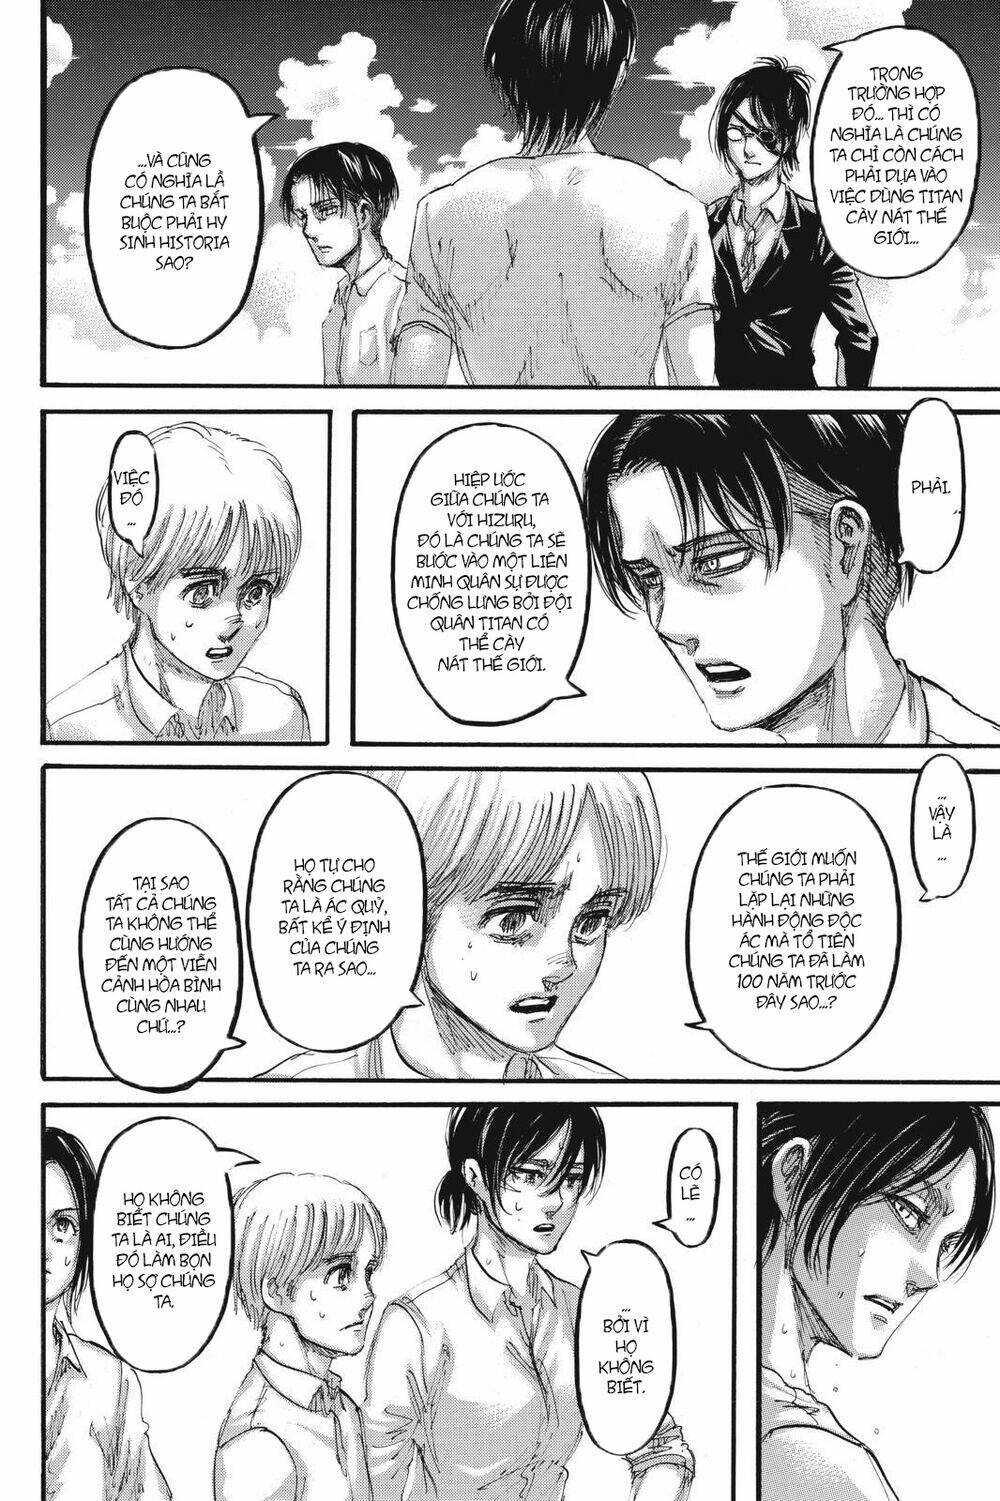 TRONG
TRƯỜNG HỢP
ĐÓ... THÌ CÓ
NGHĨA LÀ CHÚNG
TA CHỈ CÒN CÁCH
PHẢI DỰA VÀO
VIỆC DÙNG TITAN
CÀY NÁT THẾ
GIỚI...
...VÀ CŨNG
CÓ NGHĨA LÀ
CHÚNG TA BẮT
BUỘC PHẢI HY
SINH HISTORIA
SAO?
PHẢI.
HIỆP ƯỚC
GIỮA CHÚNG TA
VỚI HIZURU,
ĐÓ LÀ CHÚNG TA SẼ
BƯỚC VÀO MỘT LIÊN
MINH QUÂN SỰ ĐƯỢC
CHỐNG LƯNG BỞI ĐỘI
QUÂN TITAN CÓ
THỂ CÀY
NÁT THẾ GIỚI.
VIỆC
ĐÓ
...
...
VẬY
LÀ
...
THẾ GIỚI MUỐN
CHÚNG TA PHẢI
LẶP LẠI NHỮNG
HÀNH ĐỘNG ĐỘC
ÁC MÀ TỔ TIÊN
CHÚNG TA ĐÃ LÀM
100 NĂM TRƯỚC
ĐÂY SAO...?
HỌ TỰ CHO
RẰNG CHÚNG
TA LÀ ÁC QUỶ,
BẤT KỂ Ý ĐỊNH
CỦA CHÚNG
TA RA SAO...
TẠI SAO
TẤT CẢ CHÚNG
TA KHÔNG THỂ
CÙNG HƯỚNG
ĐẾN MỘT VIỄN
CẢNH HÒA BÌNH
CÙNG NHAU
CHỨ...?
CÓ
LẼ
...
...
BỞI VÌ
HỌ
KHÔNG
BIẾT.
HỌ KHÔNG
BIẾT CHÚNG
TA LÀ AI, ĐIỀU
ĐÓ LÀM BỌN
HỌ SỢ CHÚNG
TA.